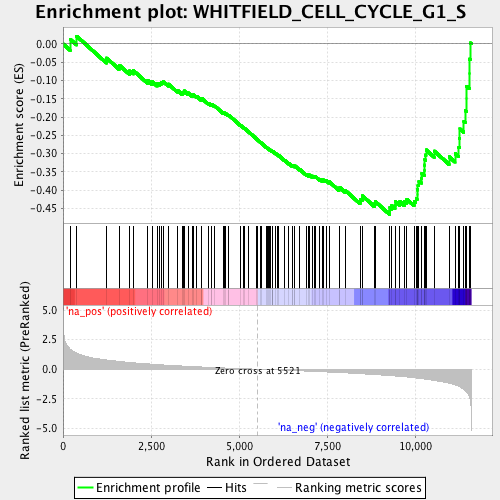 Enrichment plot: WHITFIELD_CELL_CYCLE_G1_S
Enrichment score (ES)
0.00
-0.05
-0.10
-0.15
-0.20
-0.25
-0.30
-0.35
-0.40
-0.45
Ranked list metric (PreRanked)
'na_pos' (positively correlated)
5.0
2.5
0.0
-2.5
-5.0
Zero cross at 5521
'na_neg' (negatively correlated)
0
2,500
5,000
7,500
10,000
Rank in Ordered Dataset
Enrichment profile
Hits
Ranking metric scores